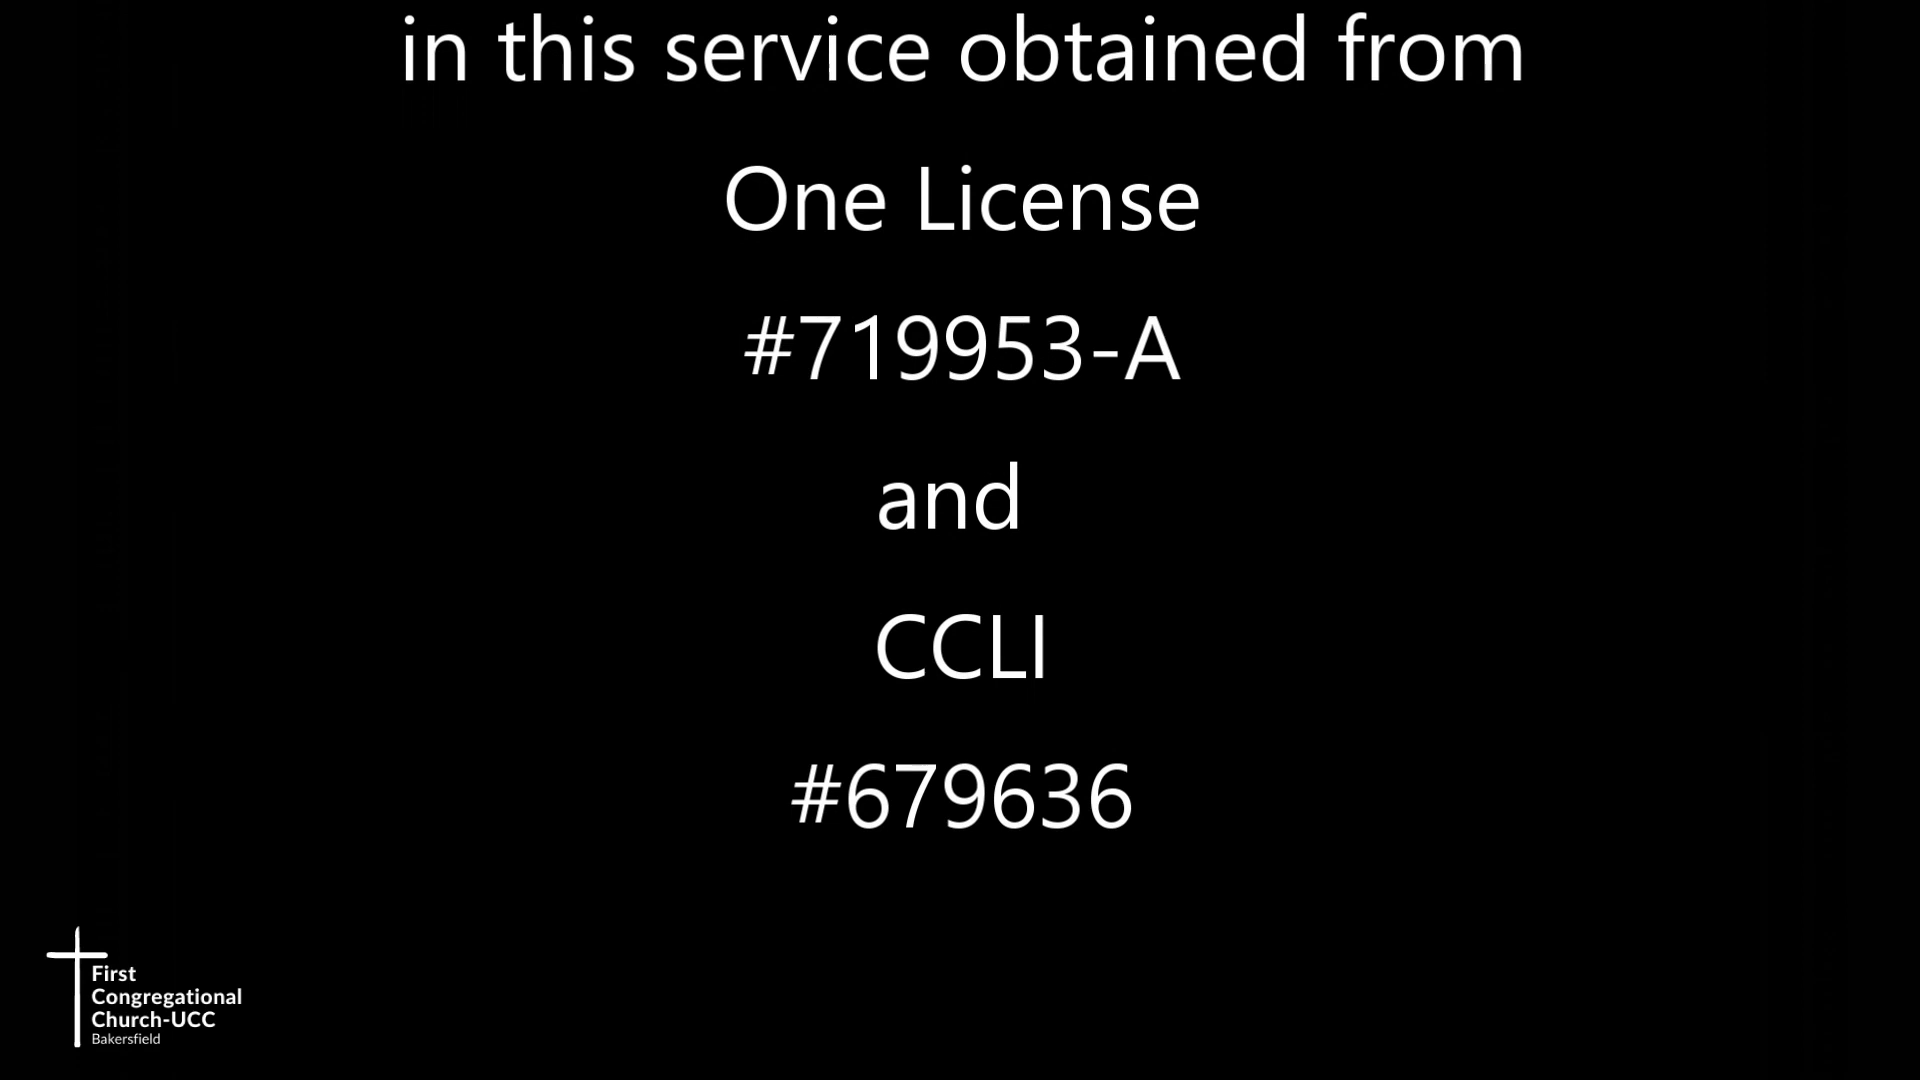 in this service obtained from
One License
#719953-A
and
CCLI
#679636
First
Congregational
Church-UCC
Bakersfield